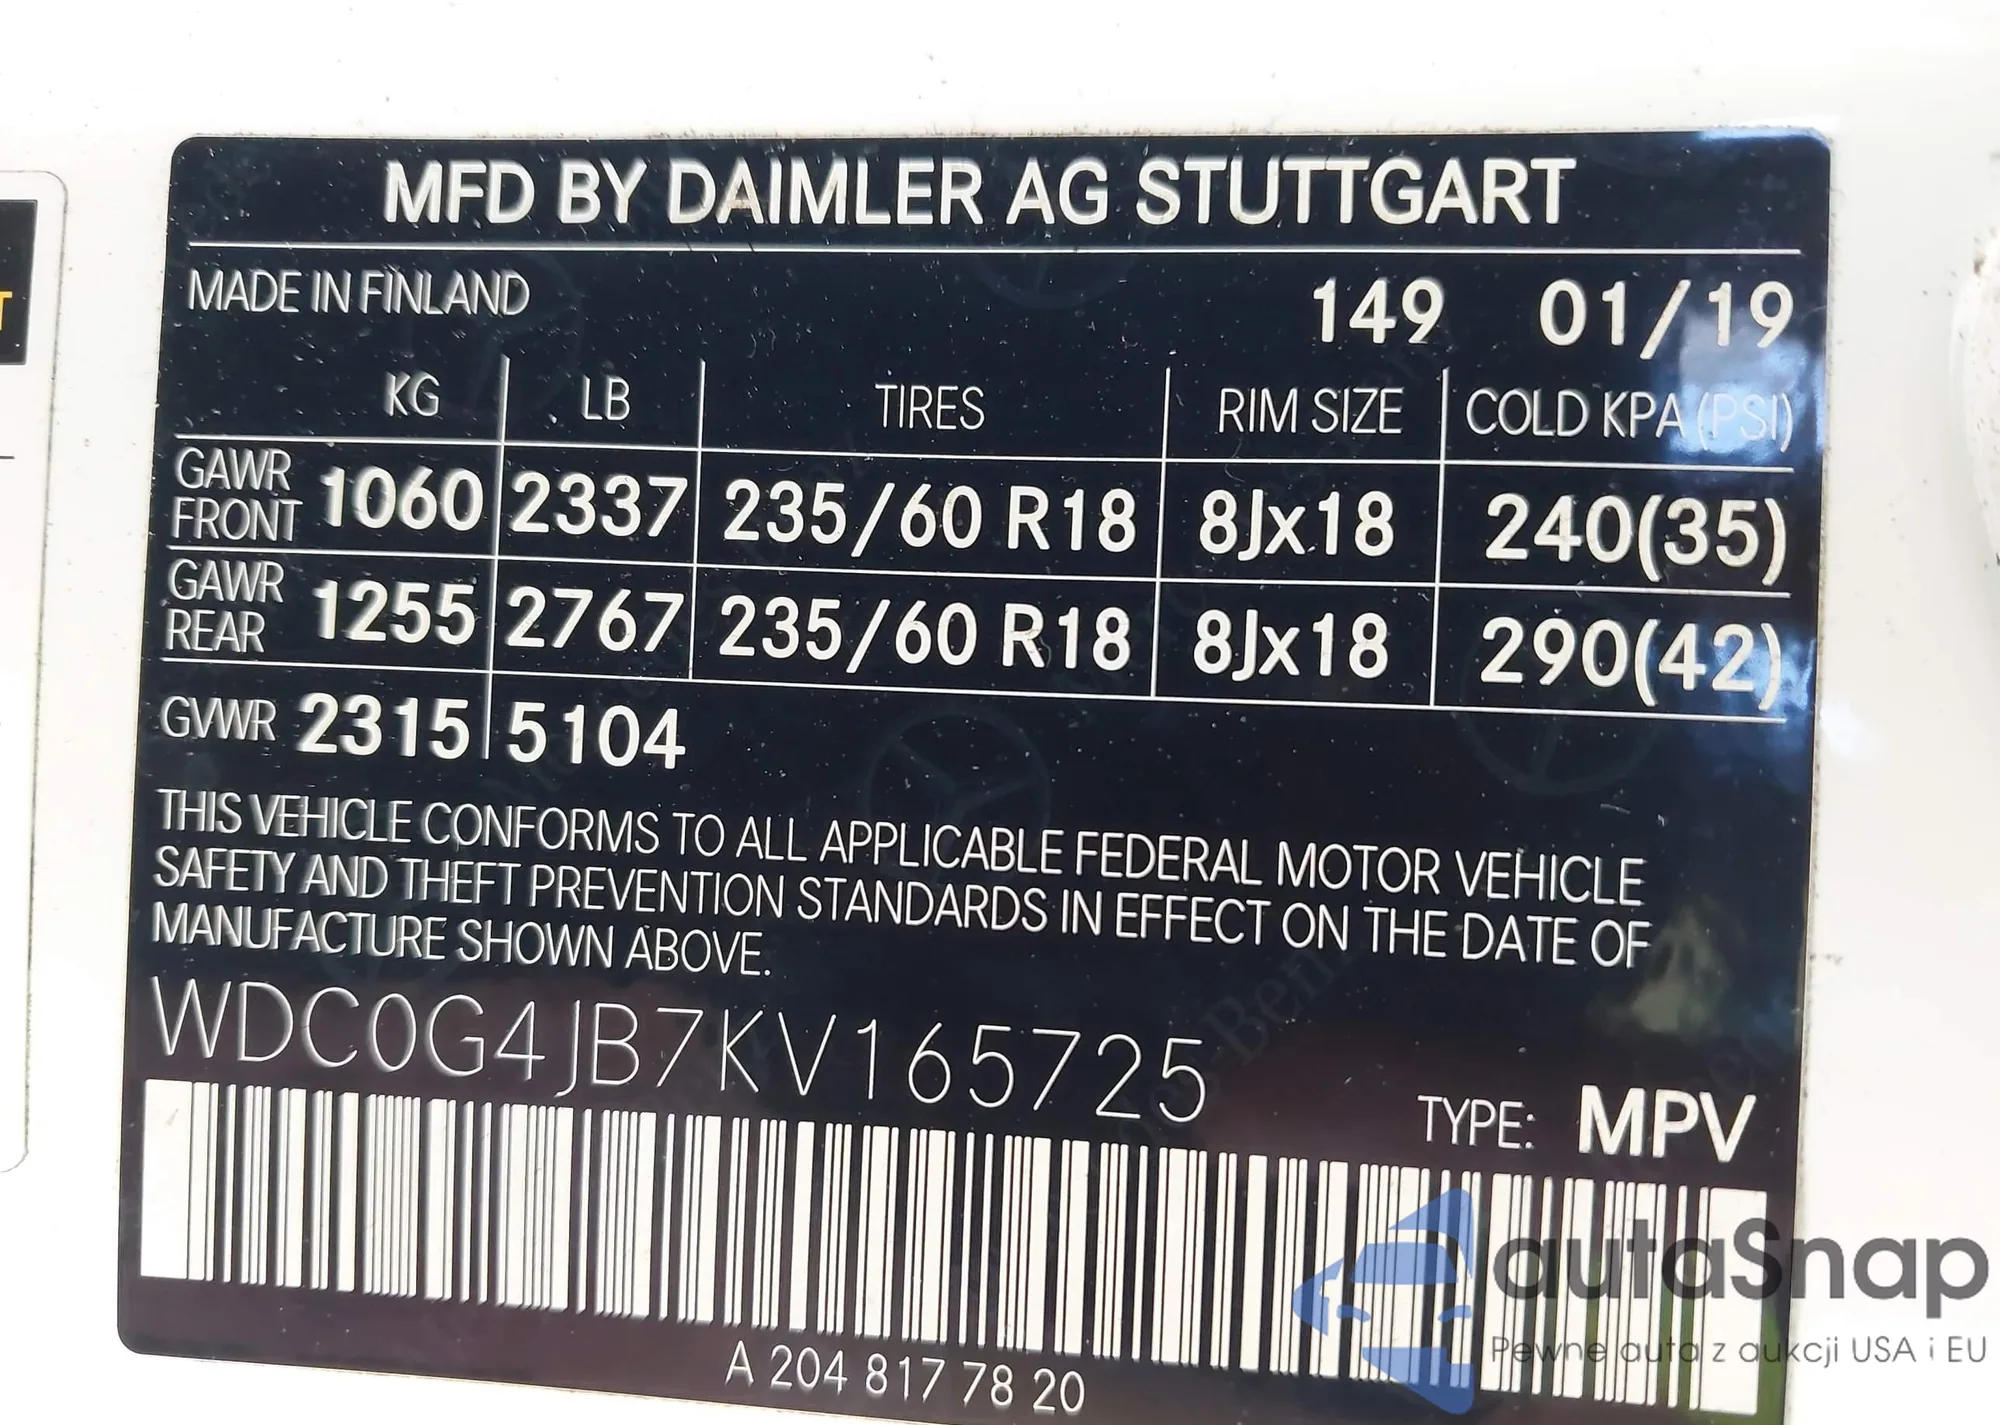 MFD BY DAIMLER AG STUTTGART
MADE IN FINLAND 149 01/19
KG LB TIRES RIM SIZE COLD KPA (PSI)
GAWR FRONT 1060 2337 235/60 R18 8Jx18 240(35)
GAWR REAR 1255 2767 235/60 R18 8Jx18 290(42)
GVWR 2315 5104
THIS VEHICLE CONFORMS TO ALL APPLICABLE FEDERAL MOTOR VEHICLE
SAFETY AND THEFT PREVENTION STANDARDS IN EFFECT ON THE DATE OF
MANUFACTURE SHOWN ABOVE.
WDC0G4JB7KV165725
TYPE: MPV
A 204 817 78 20
autaSnap
Pewne auta z aukcji USA i EU
T